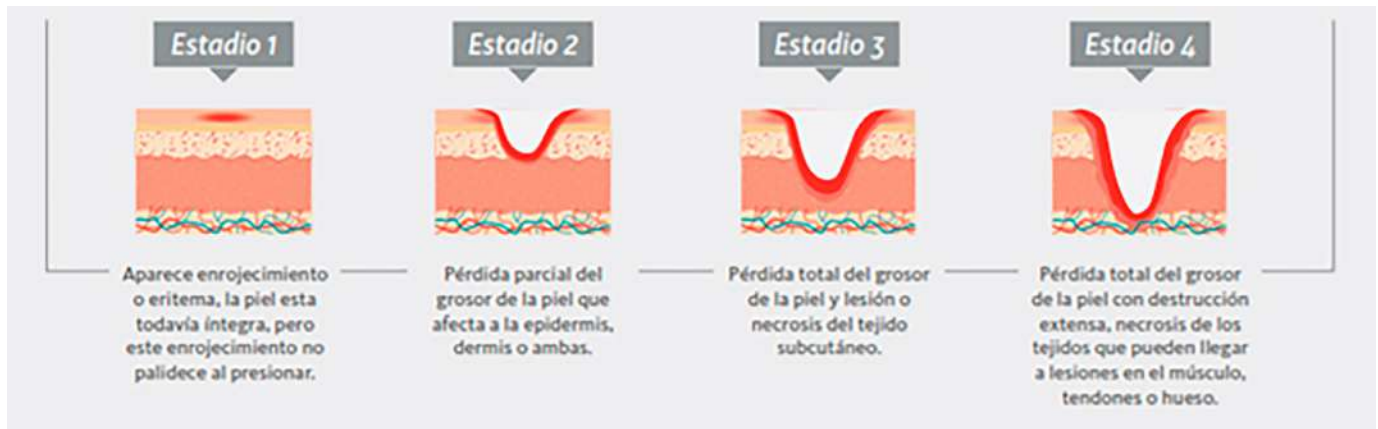 Estadio 1
Aparece enrojecimiento
o eritema, la piel esta
todavía íntegra, pero
este enrojecimiento no
palidece al presionar.
Estadio 2
Pérdida parcial del
grosor de la piel que
afecta a la epidermis,
dermis o ambas.
Estadio 3
Pérdida total del grosor
de la piel y lesión o
necrosis del tejido
subcutáneo.
Estadio 4
Pérdida total del grosor
de la piel con destrucción
extensa, necrosis de los
tejidos que pueden llegar
a lesiones en el músculo,
tendones o hueso.